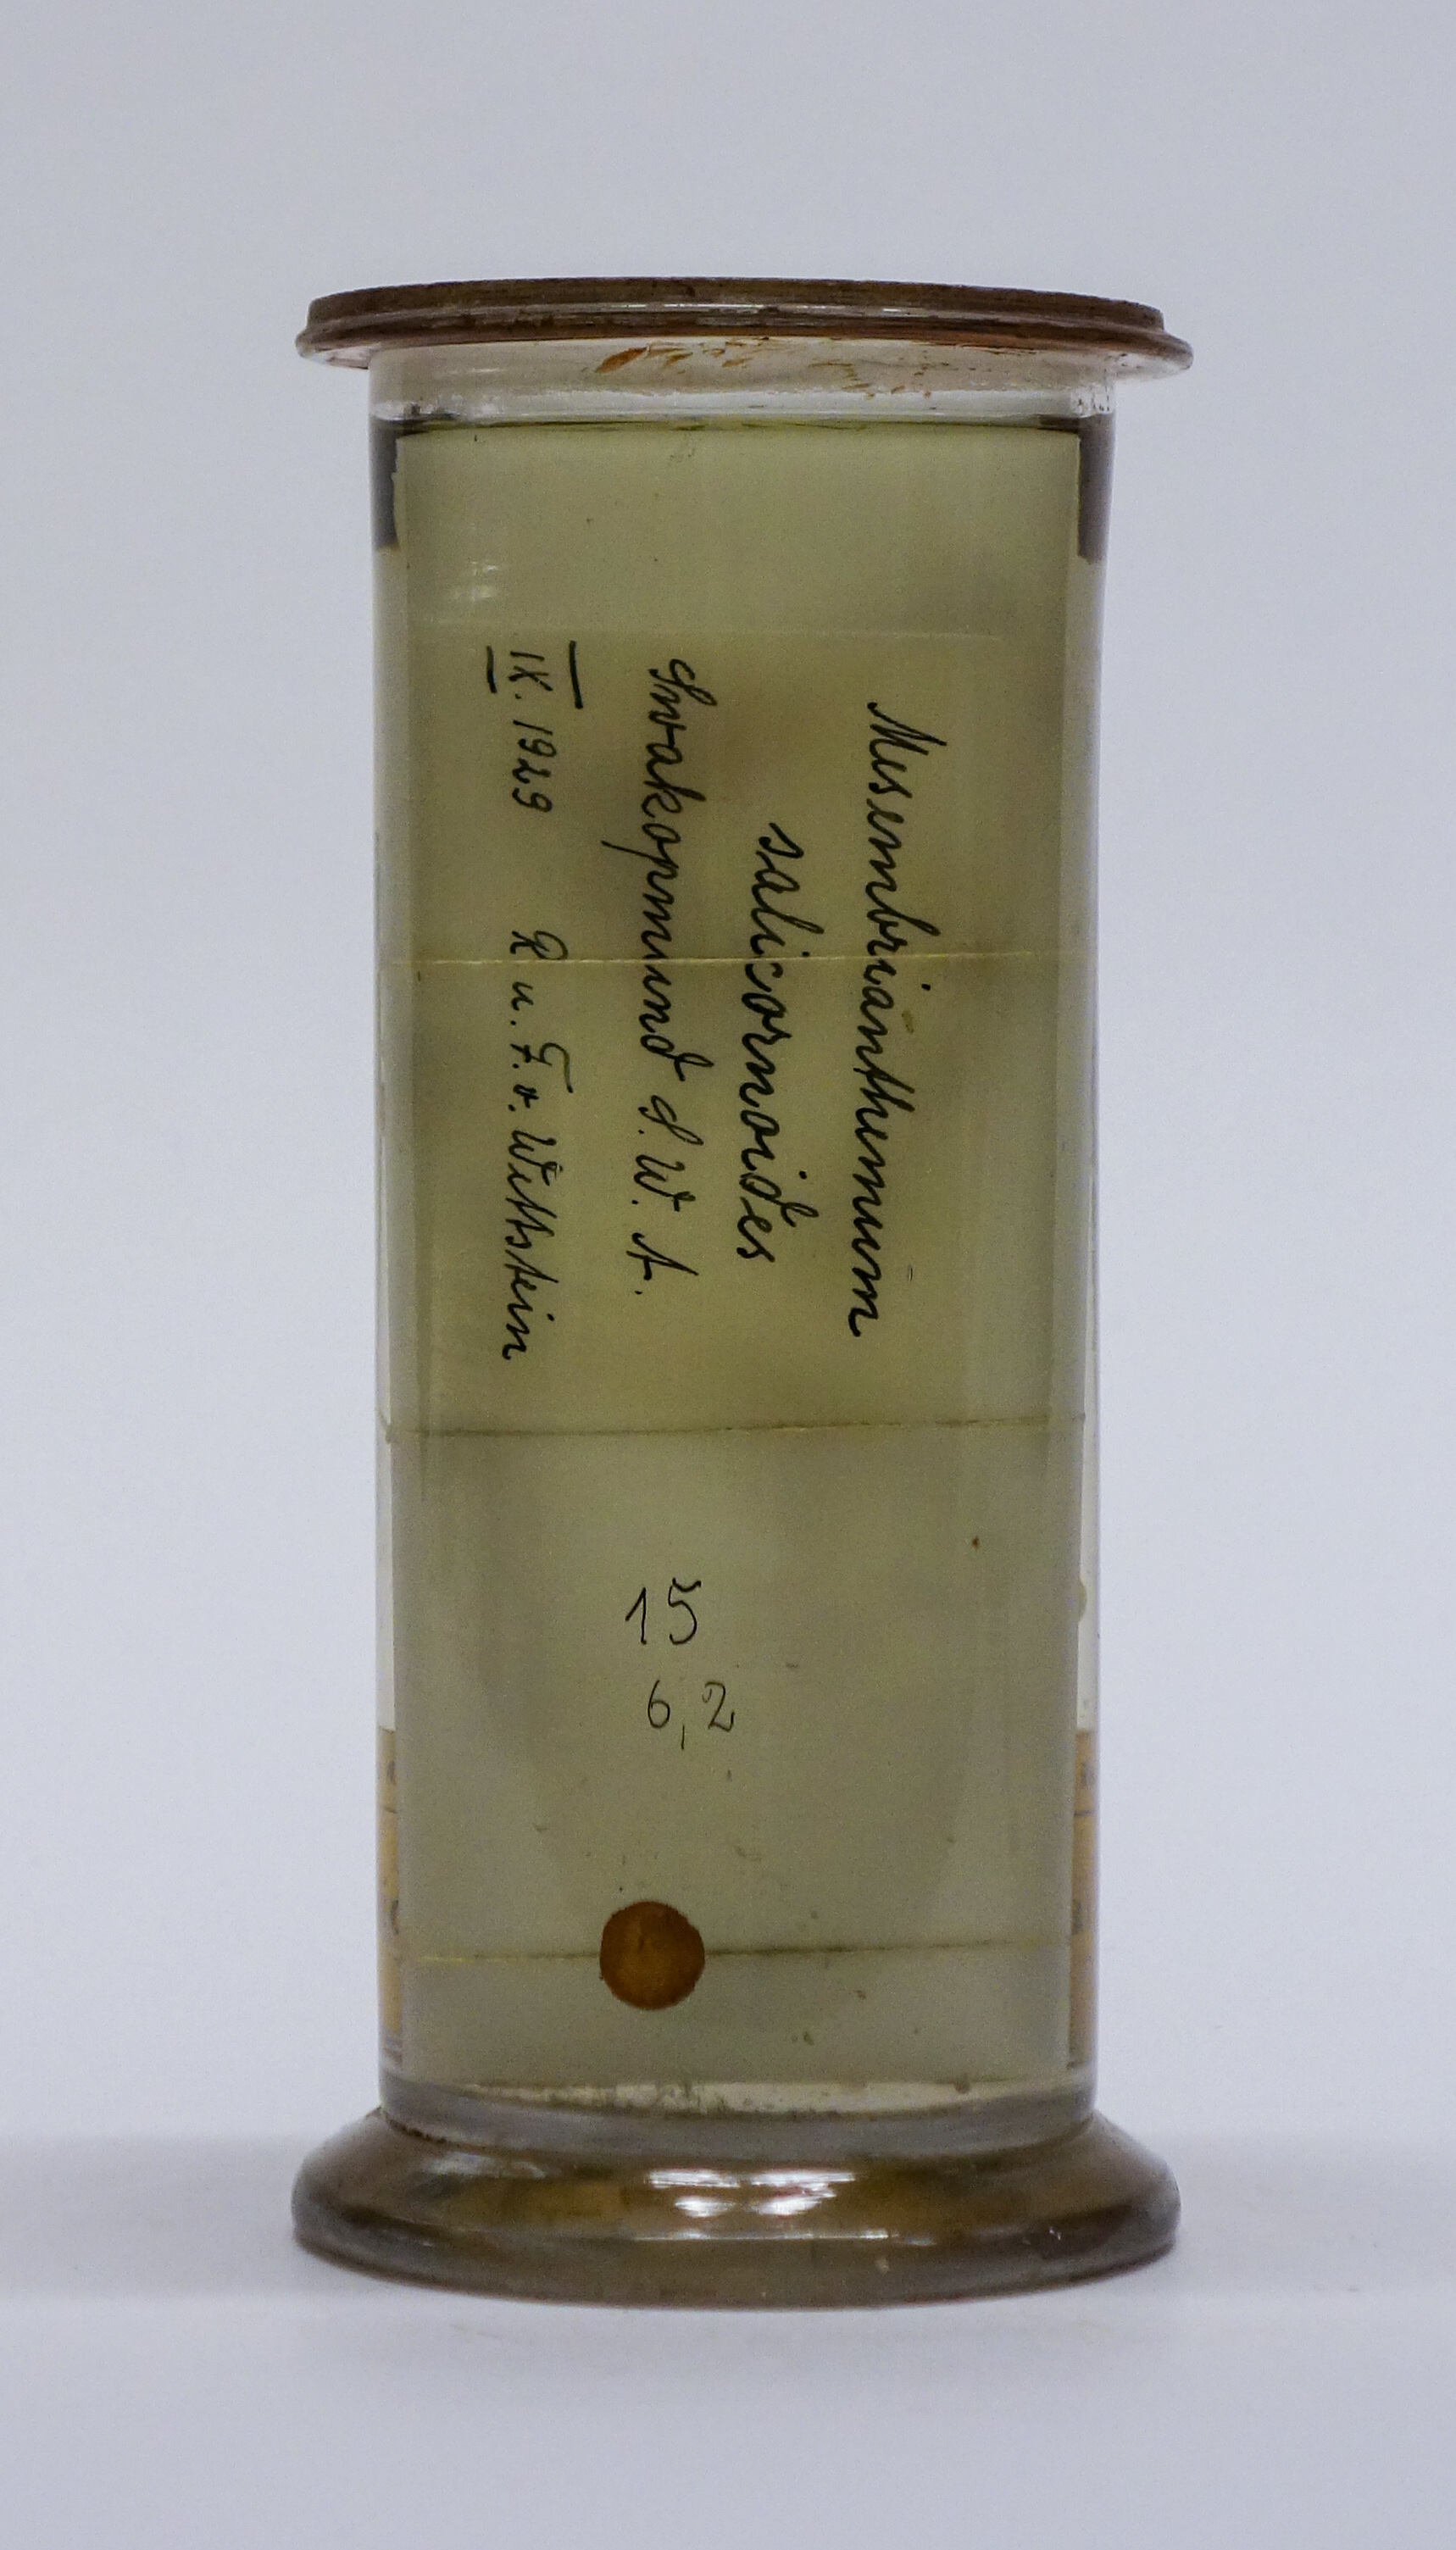 Mesembrianthemum
salicornoides
Swakopmund S. W. A.
IX. 1929 R u. F. v. Wettstein
15
6,2